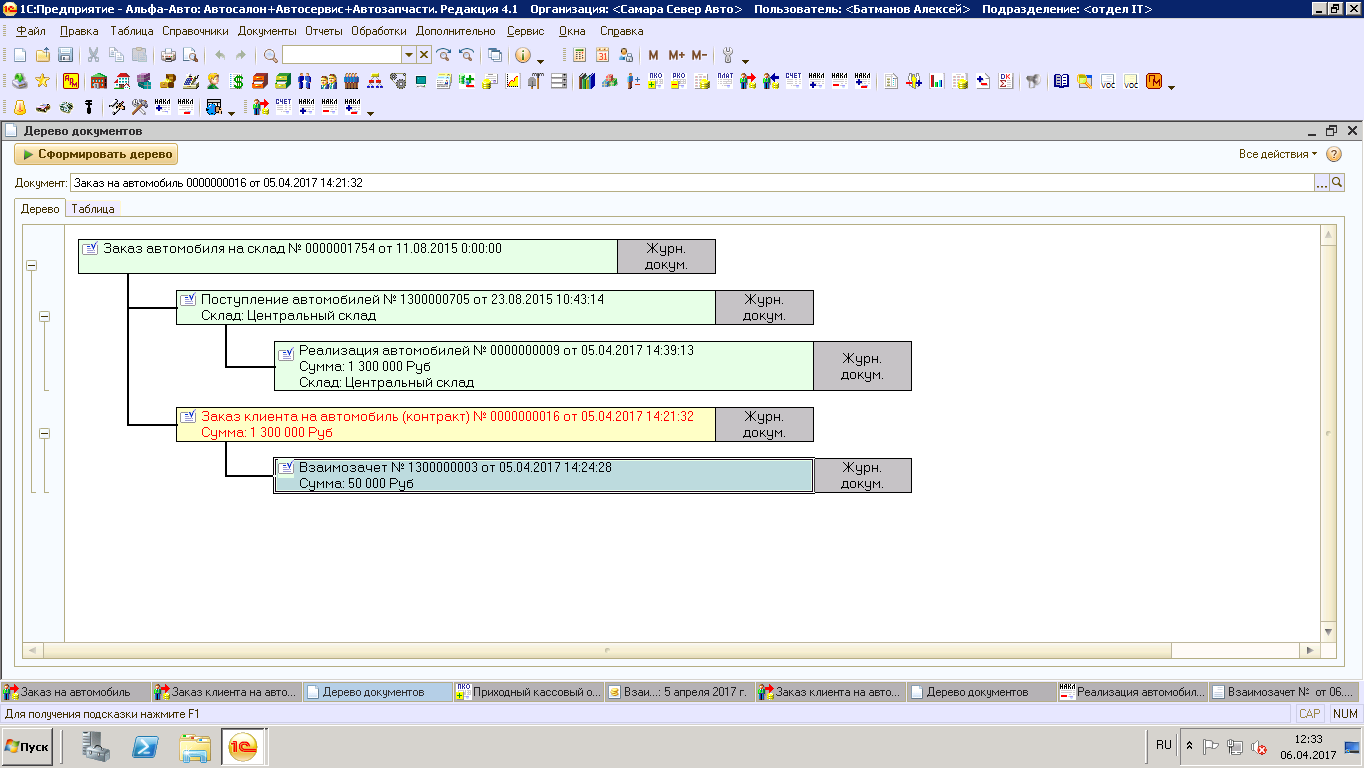 1С:Предприятие - Альфа-Авто: Автосалон+Автосервис+Автозапчасти. Редакция 4.1 Организация: <Самара Север Авто> Пользователь: <Батманов Алексей> Подразделение: <отдел IT>
Файл Правка Таблица Справочники Документы Отчеты Обработки Дополнительно Сервис Окна Справка
M M+ M-
ПКО РКО ПЛАТ СЧЕТ НАКЛ НАКЛ НАКЛ VOC VOC
НАКЛ НАКЛ СЧЕТ НАКЛ НАКЛ НАКЛ
Дерево документов
Сформировать дерево
Все действия
Документ: Заказ на автомобиль 0000000016 от 05.04.2017 14:21:32
Дерево Таблица
Заказ автомобиля на склад № 0000001754 от 11.08.2015 0:00:00
Журн. докум.
Поступление автомобилей № 1300000705 от 23.08.2015 10:43:14
Склад: Центральный склад
Журн. докум.
Реализация автомобилей № 0000000009 от 05.04.2017 14:39:13
Сумма: 1 300 000 Руб
Склад: Центральный склад
Журн. докум.
Заказ клиента на автомобиль (контракт) № 0000000016 от 05.04.2017 14:21:32
Сумма: 1 300 000 Руб
Журн. докум.
Взаимозачет № 1300000003 от 05.04.2017 14:24:28
Сумма: 50 000 Руб
Журн. докум.
Заказ на автомобиль Заказ клиента на авто... Дерево документов ПКО Приходный кассовый о... Взаи...: 5 апреля 2017 г. Заказ клиента на авто... Дерево документов НАКЛ Реализация автомобил... Взаимозачет № от 06....
Для получения подсказки нажмите F1
CAP NUM
Пуск
RU
12:33
06.04.2017